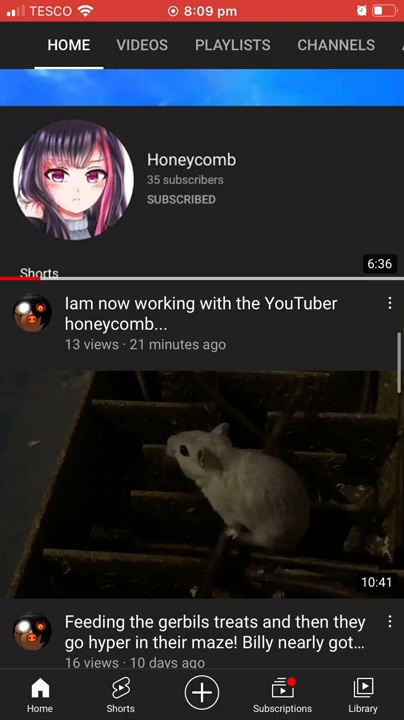 TESCO 8:09 pm
HOME VIDEOS PLAYLISTS CHANNELS
Honeycomb
35 subscribers
SUBSCRIBED
Shorts
6:36
Iam now working with the YouTuber
honeycomb...
13 views · 21 minutes ago
10:41
Feeding the gerbils treats and then they
go hyper in their maze! Billy nearly got...
16 views · 10 days ago
Home Shorts Subscriptions Library